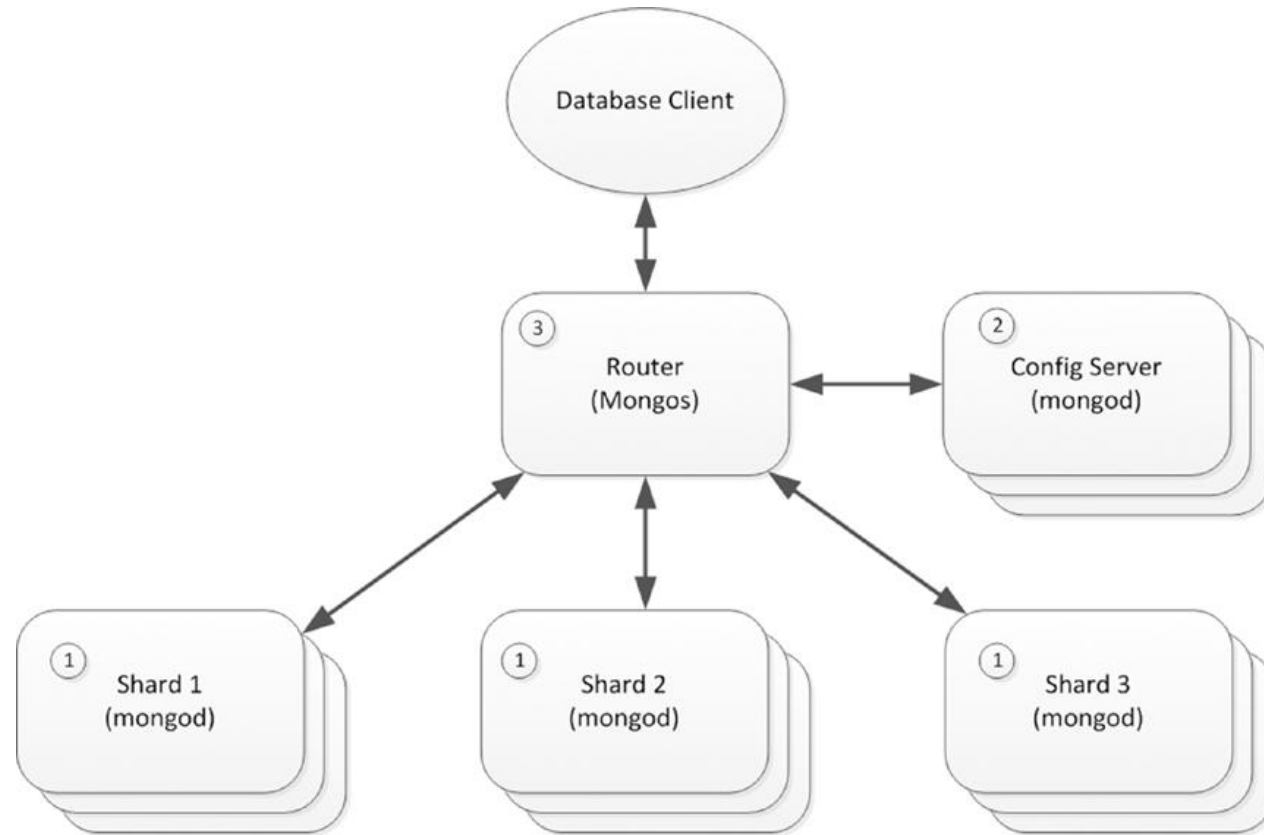 Database Client
3
Router
(Mongos)
2
Config Server
(mongod)
1
Shard 1
(mongod)
1
Shard 2
(mongod)
1
Shard 3
(mongod)